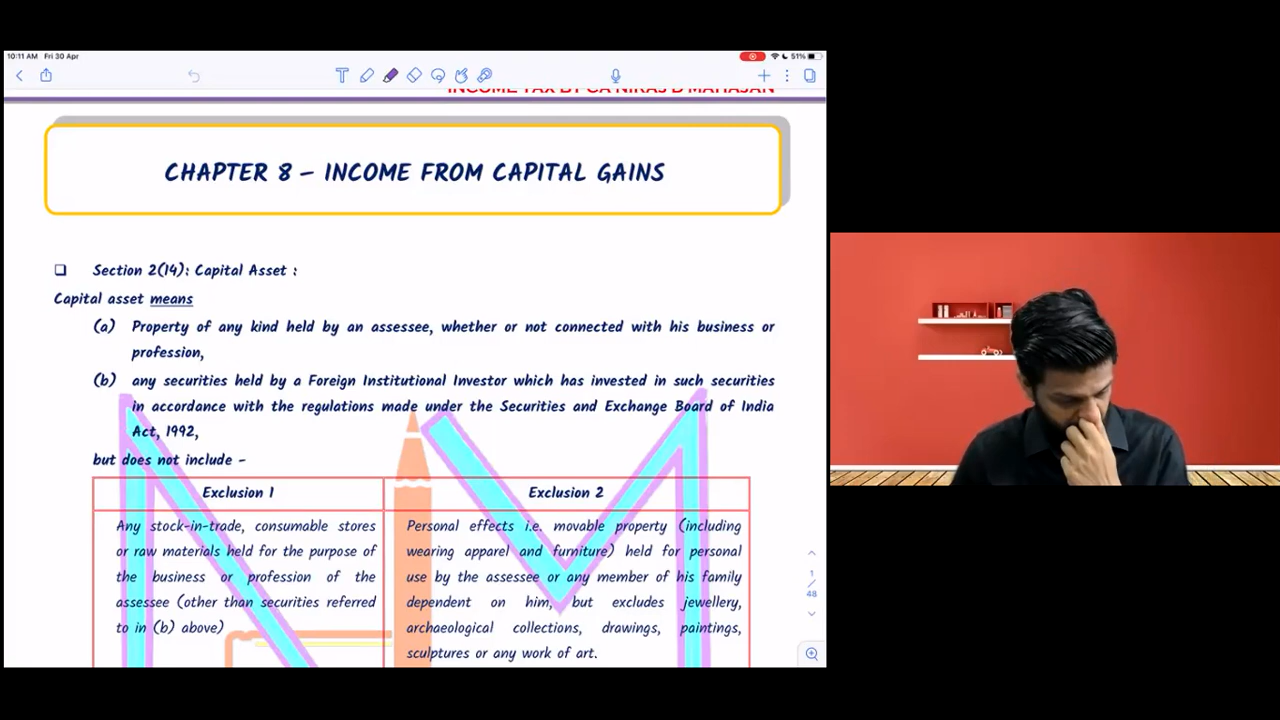 10:11 AM Fri 30 Apr
51%
INCOME TAX BY CA NIRAJ D MAHAJAN
CHAPTER 8 – INCOME FROM CAPITAL GAINS
❑ Section 2(14): Capital Asset :
Capital asset means
(a) Property of any kind held by an assessee, whether or not connected with his business or
profession,
(b) any securities held by a Foreign Institutional Investor which has invested in such securities
in accordance with the regulations made under the Securities and Exchange Board of India
Act, 1992,
but does not include -
Exclusion 1
Any stock-in-trade, consumable stores
or raw materials held for the purpose of
the business or profession of the
assessee (other than securities referred
to in (b) above)
Exclusion 2
Personal effects i.e. movable property (including
wearing apparel and furniture) held for personal
use by the assessee or any member of his family
dependent on him, but excludes jewellery,
archaeological collections, drawings, paintings,
sculptures or any work of art.
1
/
48